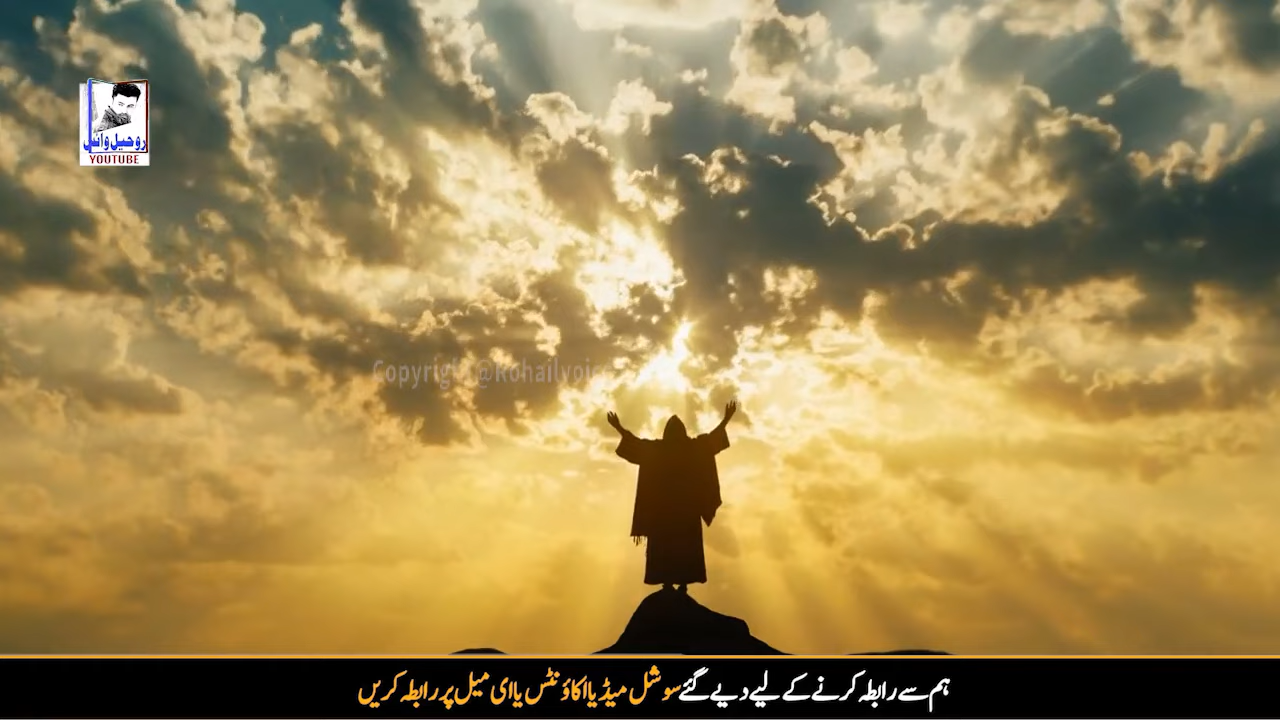 روحیل وائس
YOUTUBE
Copyright@Rohailvoice
ہم سے رابطہ کرنے کے لیے دیے گئے سوشل میڈیا اکاؤنٹس یا ای میل پر رابطہ کریں